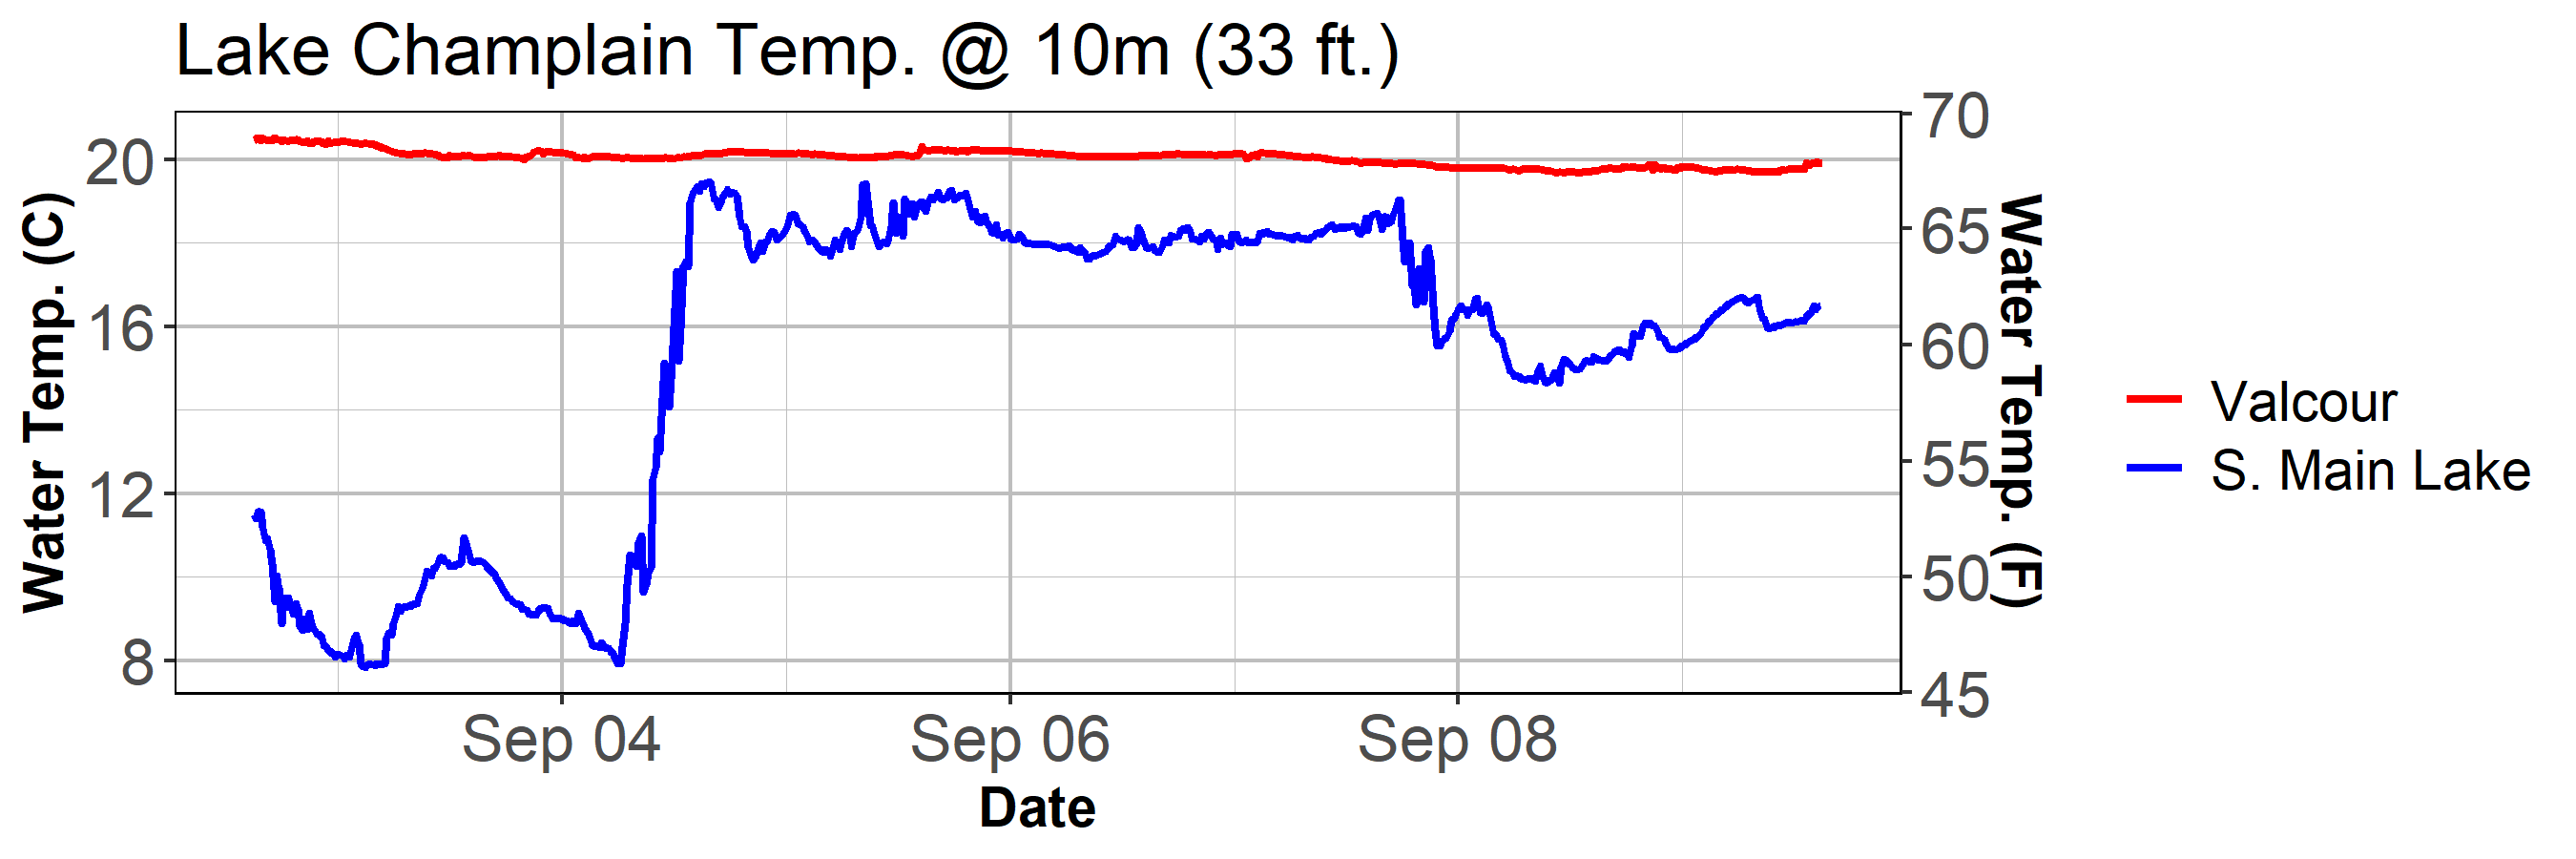 Lake Champlain Temp. @ 10m (33 ft.)
Water Temp. (C)
20
16
12
8
70
65
60
55
50
45
Water Temp. (F)
Sep 04
Sep 06
Sep 08
Date
Valcour
S. Main Lake